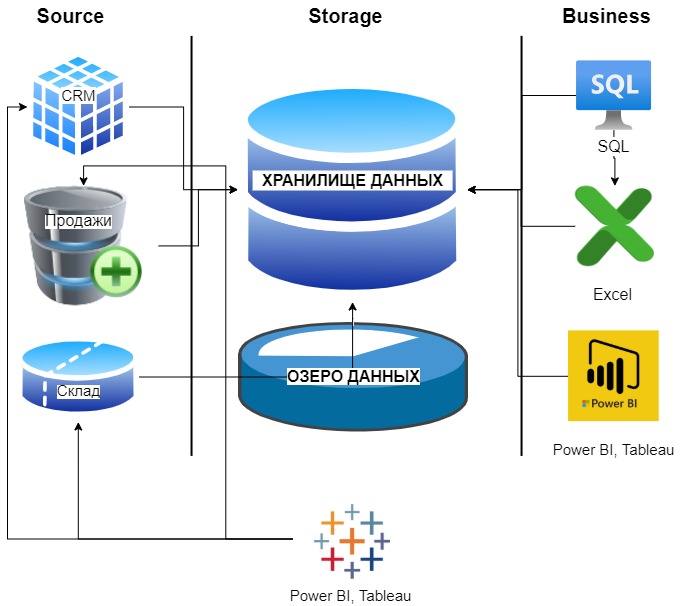 Source
Storage
Business
CRM
SQL
SQL
ХРАНИЛИЩЕ ДАННЫХ
Продажи
Excel
Склад
ОЗЕРО ДАННЫХ
Power BI
Power BI, Tableau
Power BI, Tableau